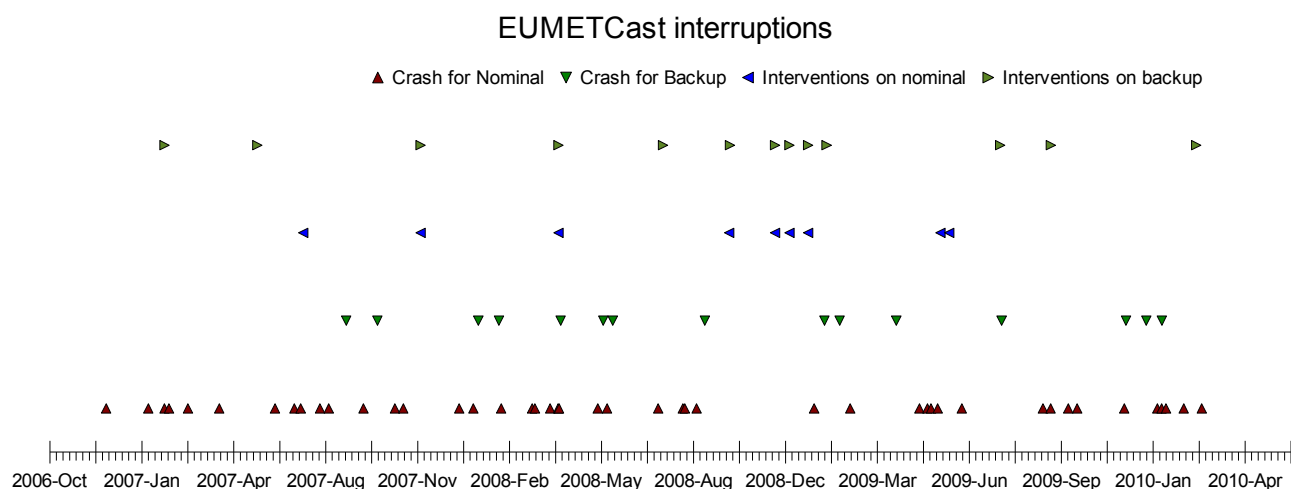 EUMETCast interruptions
Crash for Nominal Crash for Backup Interventions on nominal Interventions on backup
2006-Oct 2007-Jan 2007-Apr 2007-Aug 2007-Nov 2008-Feb 2008-May 2008-Aug 2008-Dec 2009-Mar 2009-Jun 2009-Sep 2010-Jan 2010-Apr